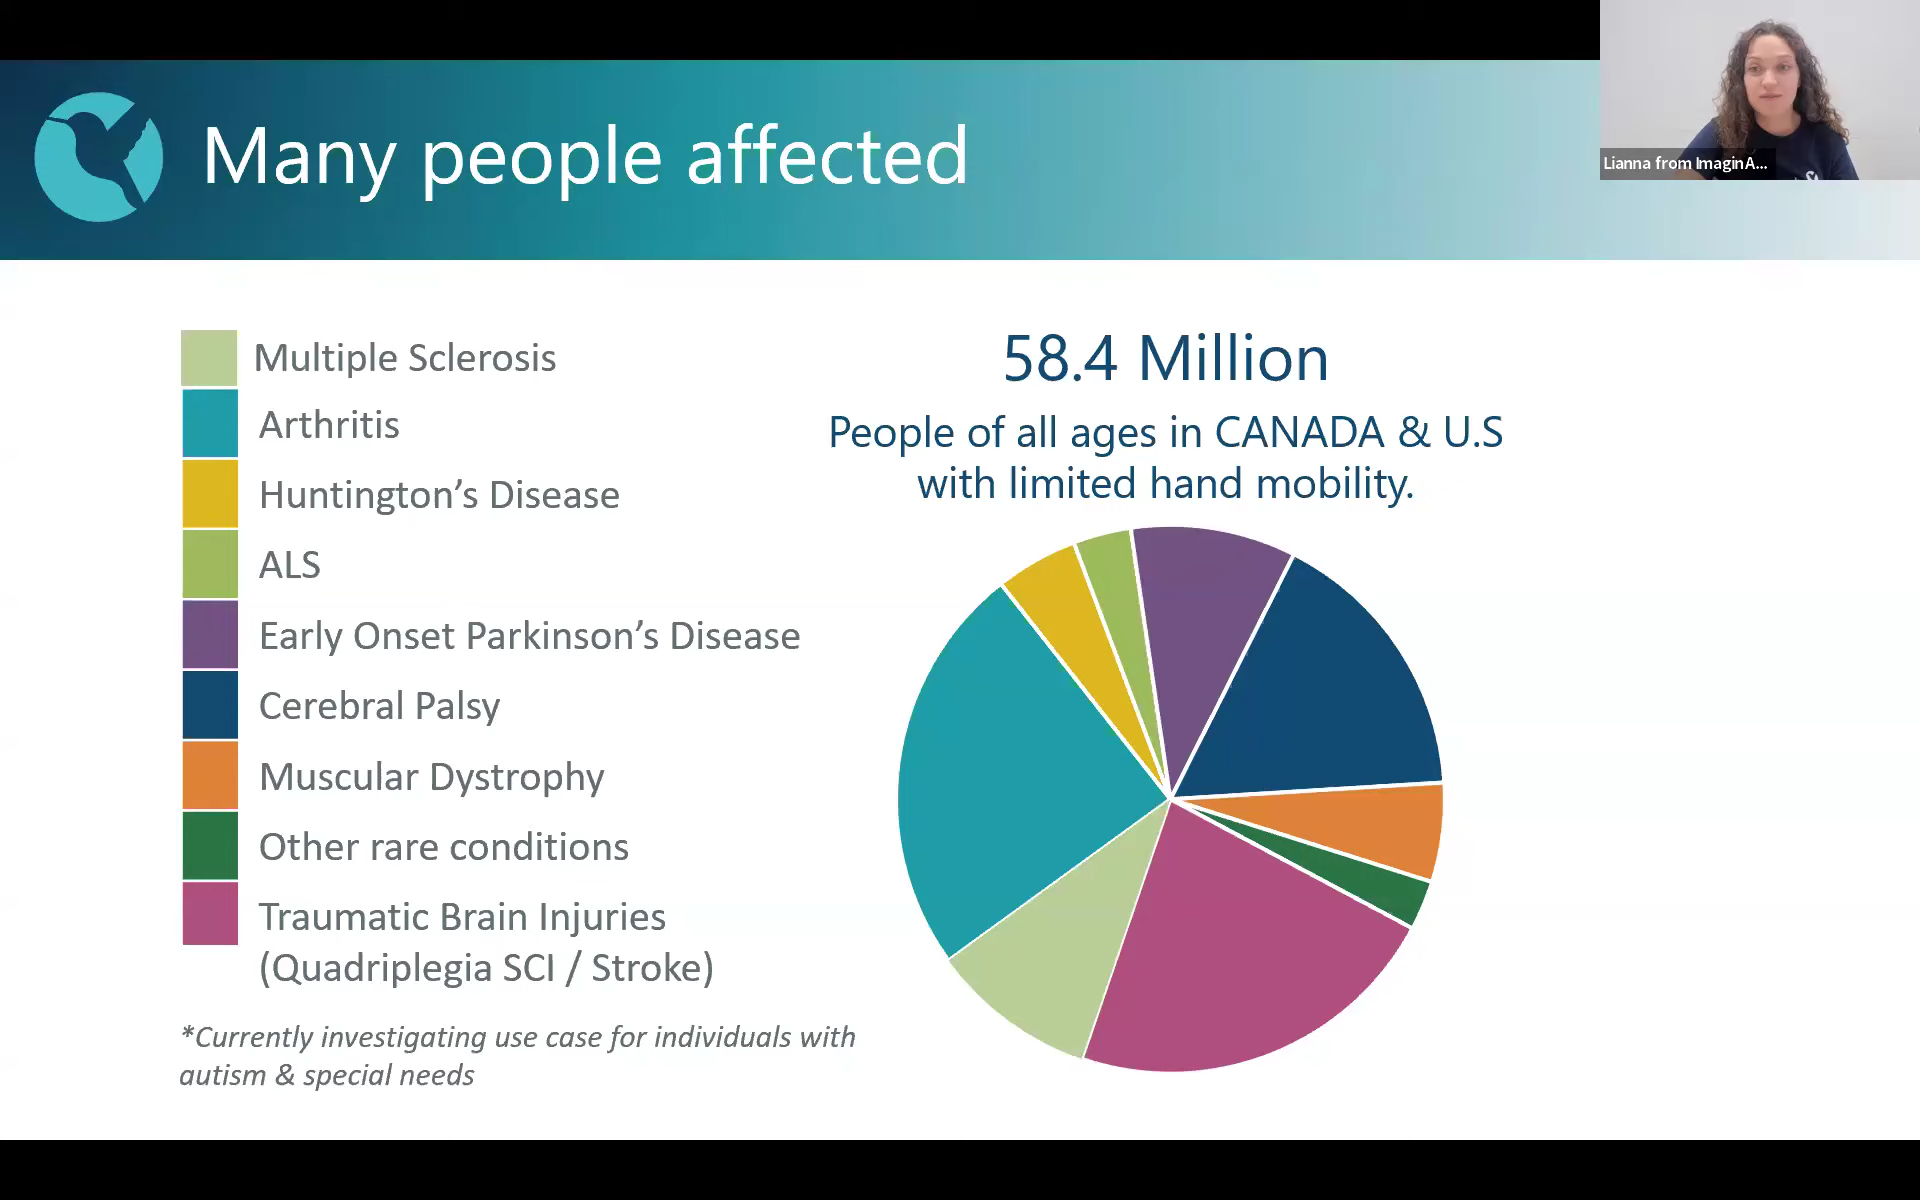 Many people affected
Lianna from ImaginA...
Multiple Sclerosis
Arthritis
Huntington’s Disease
ALS
Early Onset Parkinson’s Disease
Cerebral Palsy
Muscular Dystrophy
Other rare conditions
Traumatic Brain Injuries
(Quadriplegia SCI / Stroke)
*Currently investigating use case for individuals with
autism & special needs
58.4 Million
People of all ages in CANADA & U.S
with limited hand mobility.